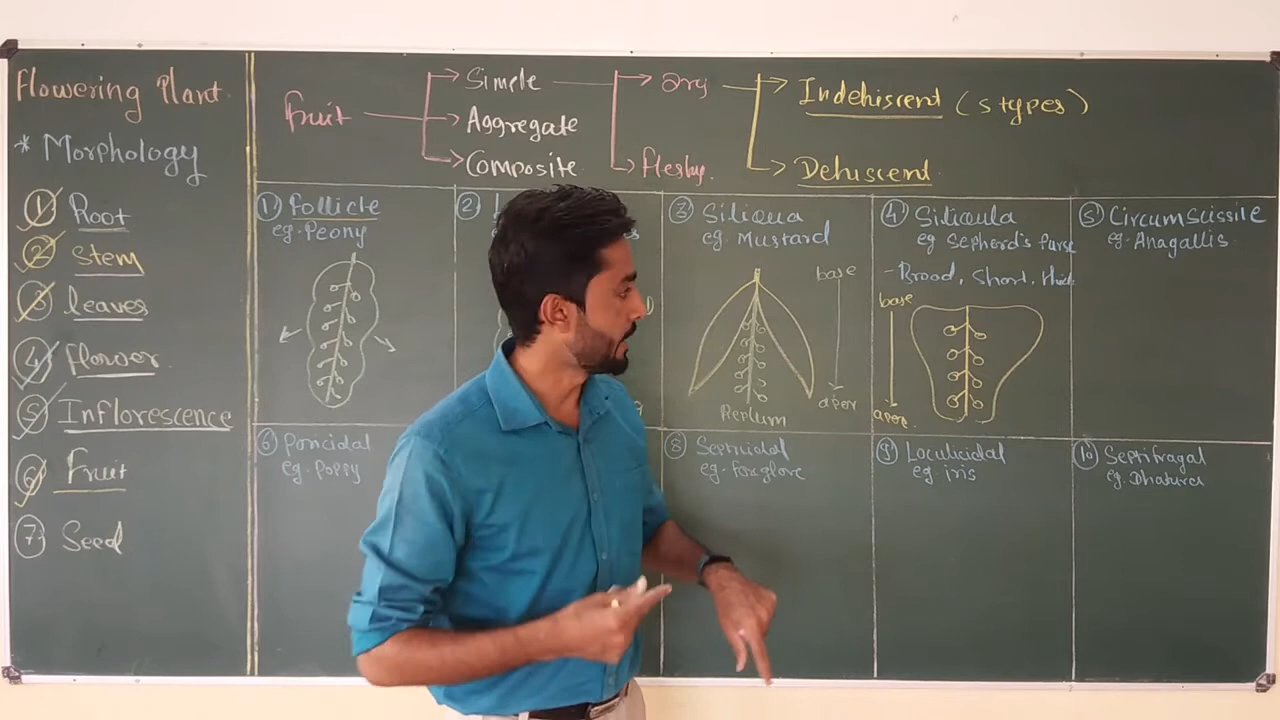 Flowering Plant
* Morphology
1 Root
2 Stem
3 leaves
4 flower
5 Inflorescence
6 Fruit
7 Seed
Fruit
Simple
Aggregate
Composite
Dry
Fleshy
Indehiscent (5 types)
Dehiscent
1) Follicle
eg. Peony
2)
3) Siliqua
eg. Mustard
base
apex
Replum
4) Silicula
eg Sepherd's Purse
- Broad, Short, thick
base
apex
5) Circumscissile
eg. Anagallis
6) Poricidal
eg. Poppy
8) Septicidal
eg. Foxglove
9) Loculicidal
eg iris
10) Septifragal
eg. Dhatura